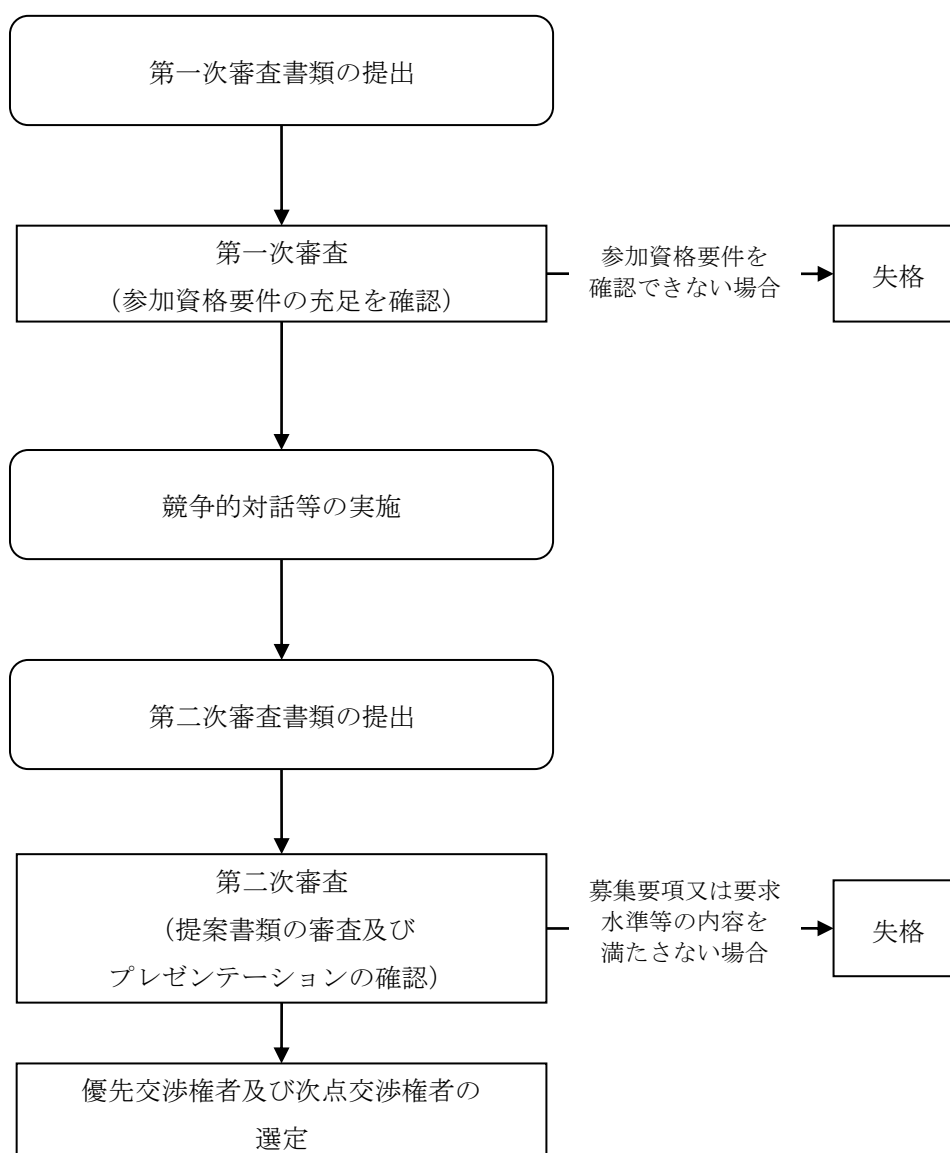 第一次審査書類の提出
第一次審査
（参加資格要件の充足を確認）
参加資格要件を
確認できない場合
失格
競争的対話等の実施
第二次審査書類の提出
第二次審査
（提案書類の審査及び
プレゼンテーションの確認）
募集要項又は要求
水準等の内容を
満たさない場合
失格
優先交渉権者及び次点交渉権者の
選定